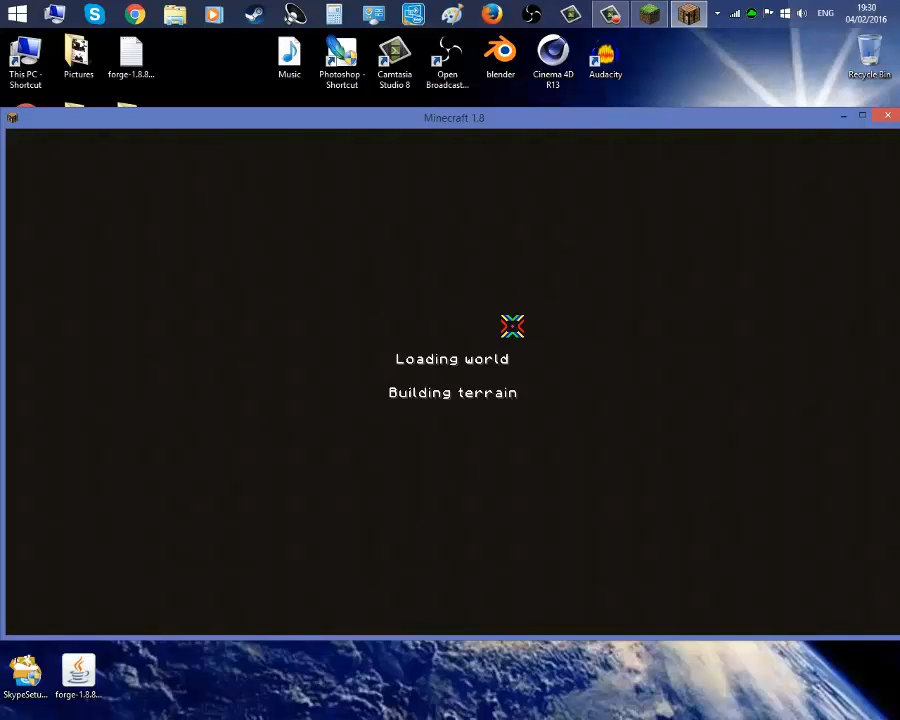 ENG
19:30
04/02/2016
This PC -
Shortcut
Pictures
forge-1.8.8...
Music
Photoshop -
Shortcut
Camtasia
Studio 8
Open
Broadcast...
blender
Cinema 4D
R13
Audacity
Recycle Bin
Minecraft 1.8
Loading world
Building terrain
SkypeSetu...
forge-1.8.8...